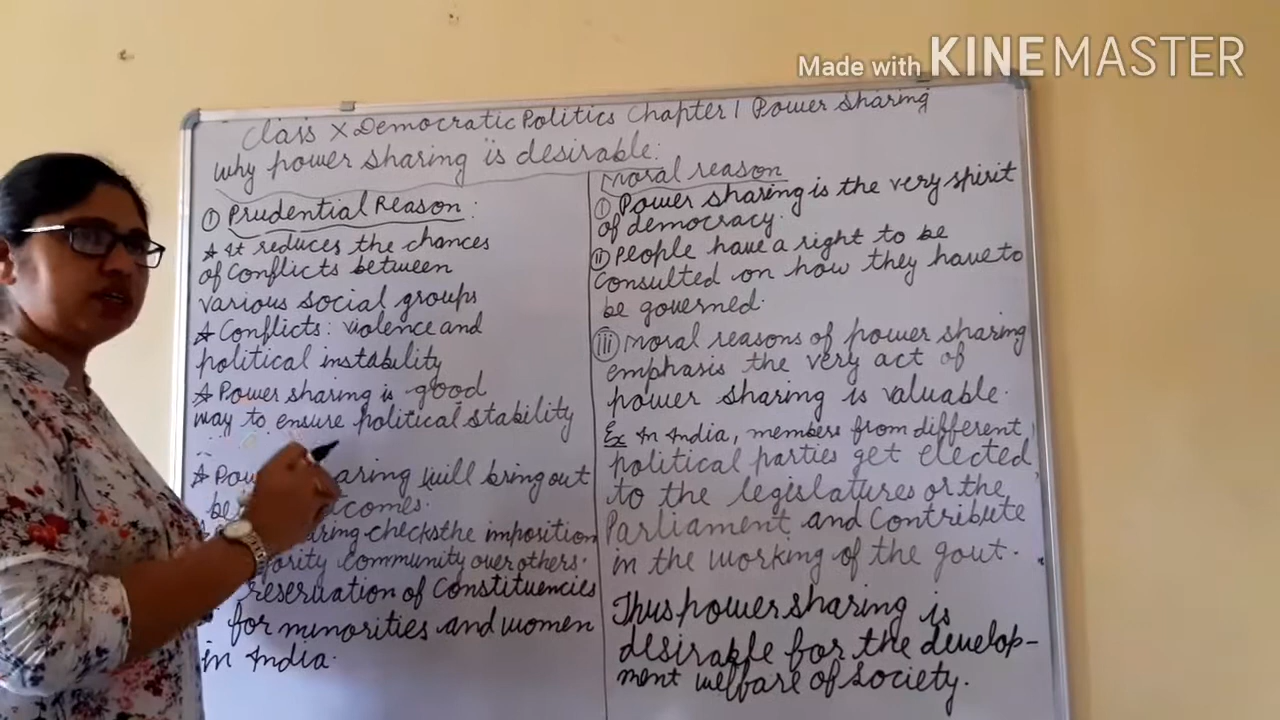 Made with KINEMASTER
Class X Democratic Politics Chapter 1 Power Sharing
Why power sharing is desirable:
① Prudential Reason:
☆ It reduces the chances
of conflicts between
various social groups
☆ Conflicts: violence and
political instability
☆ Power sharing is good
way to ensure political stability
☆ aring will bring out
comes.
aring checks the imposition
community over others.
reservation of Constituencies
for minorities and women
in India.
Moral reason
① Power sharing is the very spirit
of democracy.
ⓘⓘ People have a right to be
Consulted on how they have to
be governed.
ⓘⓘⓘ Moral reasons of power sharing
emphasis the very act of
power sharing is valuable.
Ex In India, members from different
political parties get elected
to the legislatures or the
Parliament and contribute
in the working of the govt.
Thus power sharing is
desirable for the develop-
ment welfare of Society.